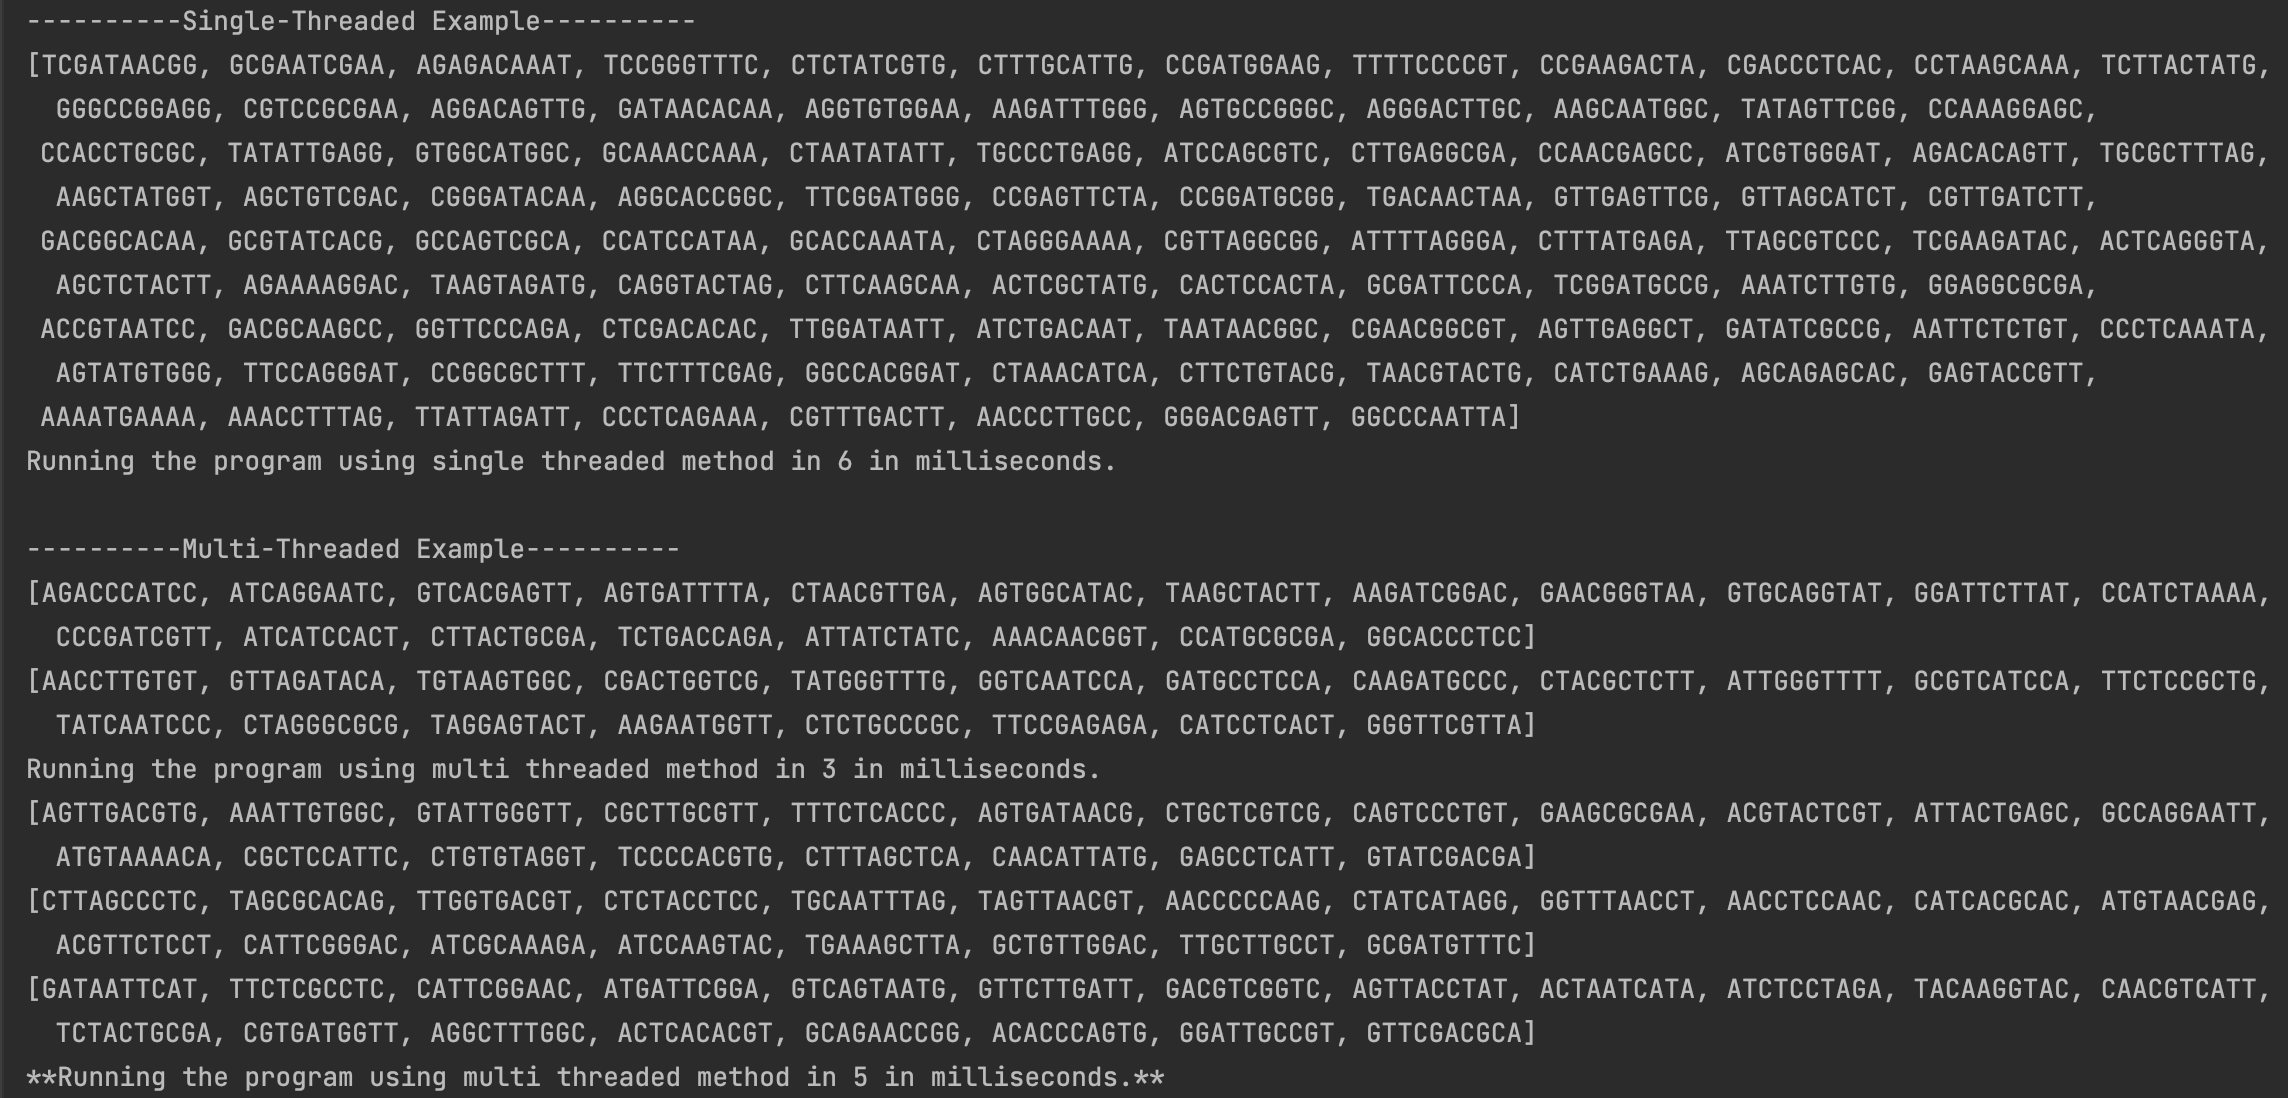 ----------Single-Threaded Example----------
[TCGATAACGG, GCGAATCGAA, AGAGACAAAT, TCCGGGTTTC, CTCTATCGTG, CTTTGCATTG, CCGATGGAAG, TTTTCCCCGT, CCGAAGACTA, CGACCCTCAC, CCTAAGCAAA, TCTTACTATG,
GGGCCGGAGG, CGTCCGCGAA, AGGACAGTTG, GATAACACAA, AGGTGTGGAA, AAGATTTGGG, AGTGCCGGGC, AGGGACTTGC, AAGCAATGGC, TATAGTTCGG, CCAAAGGAGC,
CCACCTGCGC, TATATTGAGG, GTGGCATGGC, GCAAACCAAA, CTAATATATT, TGCCCTGAGG, ATCCAGCGTC, CTTGAGGCGA, CCAACGAGCC, ATCGTGGGAT, AGACACAGTT, TGCGCTTTAG,
AAGCTATGGT, AGCTGTCGAC, CGGGATACAA, AGGCACCGGC, TTCGGATGGG, CCGAGTTCTA, CCGGATGCGG, TGACAACTAA, GTTGAGTTCG, GTTAGCATCT, CGTTGATCTT,
GACGGCACAA, GCGTATCACG, GCCAGTCGCA, CCATCCATAA, GCACCAAATA, CTAGGGAAAA, CGTTAGGCGG, ATTTTAGGGA, CTTTATGAGA, TTAGCGTCCC, TCGAAGATAC, ACTCAGGGTA,
AGCTCTACTT, AGAAAAGGAC, TAAGTAGATG, CAGGTACTAG, CTTCAAGCAA, ACTCGCTATG, CACTCCACTA, GCGATTCCCA, TCGGATGCCG, AAATCTTGTG, GGAGGCGCGA,
ACCGTAATCC, GACGCAAGCC, GGTTCCCAGA, CTCGACACAC, TTGGATAATT, ATCTGACAAT, TAATAACGGC, CGAACGGCGT, AGTTGAGGCT, GATATCGCCG, AATTCTCTGT, CCCTCAAATA,
AGTATGTGGG, TTCCAGGGAT, CCGGCGCTTT, TTCTTTCGAG, GGCCACGGAT, CTAAACATCA, CTTCTGTACG, TAACGTACTG, CATCTGAAAG, AGCAGAGCAC, GAGTACCGTT,
AAAATGAAAA, AAACCTTTAG, TTATTAGATT, CCCTCAGAAA, CGTTTGACTT, AACCCTTGCC, GGGACGAGTT, GGCCCAATTA]
Running the program using single threaded method in 6 in milliseconds.
----------Multi-Threaded Example----------
[AGACCCATCC, ATCAGGAATC, GTCACGAGTT, AGTGATTTTA, CTAACGTTGA, AGTGGCATAC, TAAGCTACTT, AAGATCGGAC, GAACGGGTAA, GTGCAGGTAT, GGATTCTTAT, CCATCTAAAA,
CCCGATCGTT, ATCATCCACT, CTTACTGCGA, TCTGACCAGA, ATTATCTATC, AAACAACGGT, CCATGCGCGA, GGCACCCTCC]
[AACCTTGTGT, GTTAGATACA, TGTAAGTGGC, CGACTGGTCG, TATGGGTTTG, GGTCAATCCA, GATGCCTCCA, CAAGATGCCC, CTACGCTCTT, ATTGGGTTTT, GCGTCATCCA, TTCTCCGCTG,
TATCAATCCC, CTAGGGCGCG, TAGGAGTACT, AAGAATGGTT, CTCTGCCCGC, TTCCGAGAGA, CATCCTCACT, GGGTTCGTTA]
Running the program using multi threaded method in 3 in milliseconds.
[AGTTGACGTG, AAATTGTGGC, GTATTGGGTT, CGCTTGCGTT, TTTCTCACCC, AGTGATAACG, CTGCTCGTCG, CAGTCCCTGT, GAAGCGCGAA, ACGTACTCGT, ATTACTGAGC, GCCAGGAATT,
ATGTAAAACA, CGCTCCATTC, CTGTGTAGGT, TCCCCACGTG, CTTTAGCTCA, CAACATTATG, GAGCCTCATT, GTATCGACGA]
[CTTAGCCCTC, TAGCGCACAG, TTGGTGACGT, CTCTACCTCC, TGCAATTTAG, TAGTTAACGT, AACCCCCAAG, CTATCATAGG, GGTTTAACCT, AACCTCCAAC, CATCACGCAC, ATGTAACGAG,
ACGTTCTCCT, CATTCGGGAC, ATCGCAAAGA, ATCCAAGTAC, TGAAAGCTTA, GCTGTTGGAC, TTGCTTGCCT, GCGATGTTTC]
[GATAATTCAT, TTCTCGCCTC, CATTCGGAAC, ATGATTCGGA, GTCAGTAATG, GTTCTTGATT, GACGTCGGTC, AGTTACCTAT, ACTAATCATA, ATCTCCTAGA, TACAAGGTAC, CAACGTCATT,
TCTACTGCGA, CGTGATGGTT, AGGCTTTGGC, ACTCACACGT, GCAGAACCGG, ACACCCAGTG, GGATTGCCGT, GTTCGACGCA]
**Running the program using multi threaded method in 5 in milliseconds.**